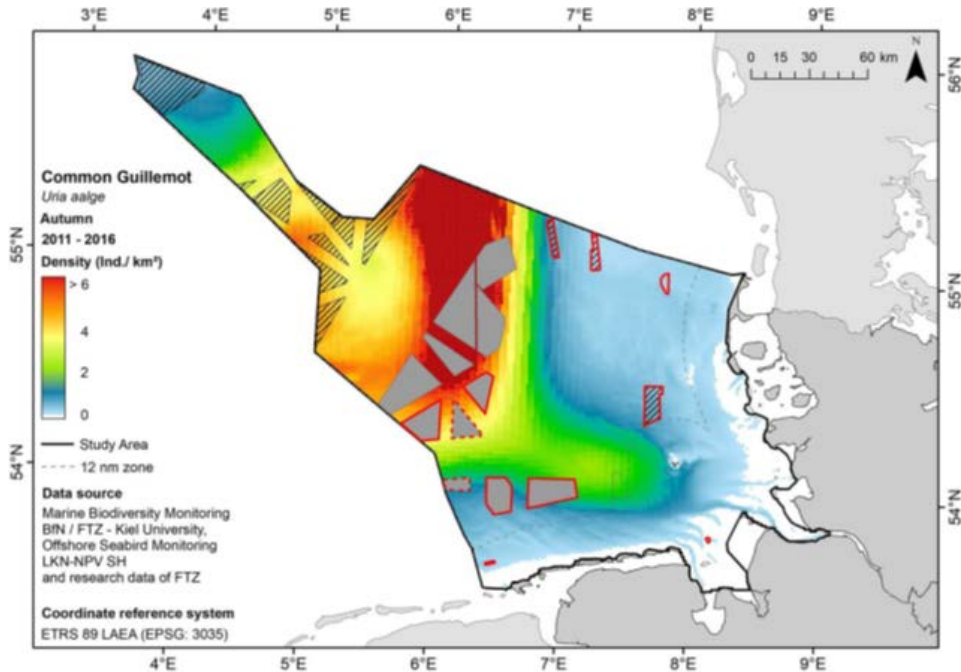 3°E 4°E 5°E 6°E 7°E 8°E 9°E
N
0 15 30 60 km
56°N
Common Guillemot
Uria aalge
Autumn
2011 - 2016
55°N
Density (Ind./ km²)
> 6
4
2
0
55°N
Study Area
54°N
12 nm zone
54°N
Data source
Marine Biodiversity Monitoring
BfN / FTZ - Kiel University,
Offshore Seabird Monitoring
LKN-NPV SH
and research data of FTZ
Coordinate reference system
ETRS 89 LAEA (EPSG: 3035)
4°E 5°E 6°E 7°E 8°E 9°E